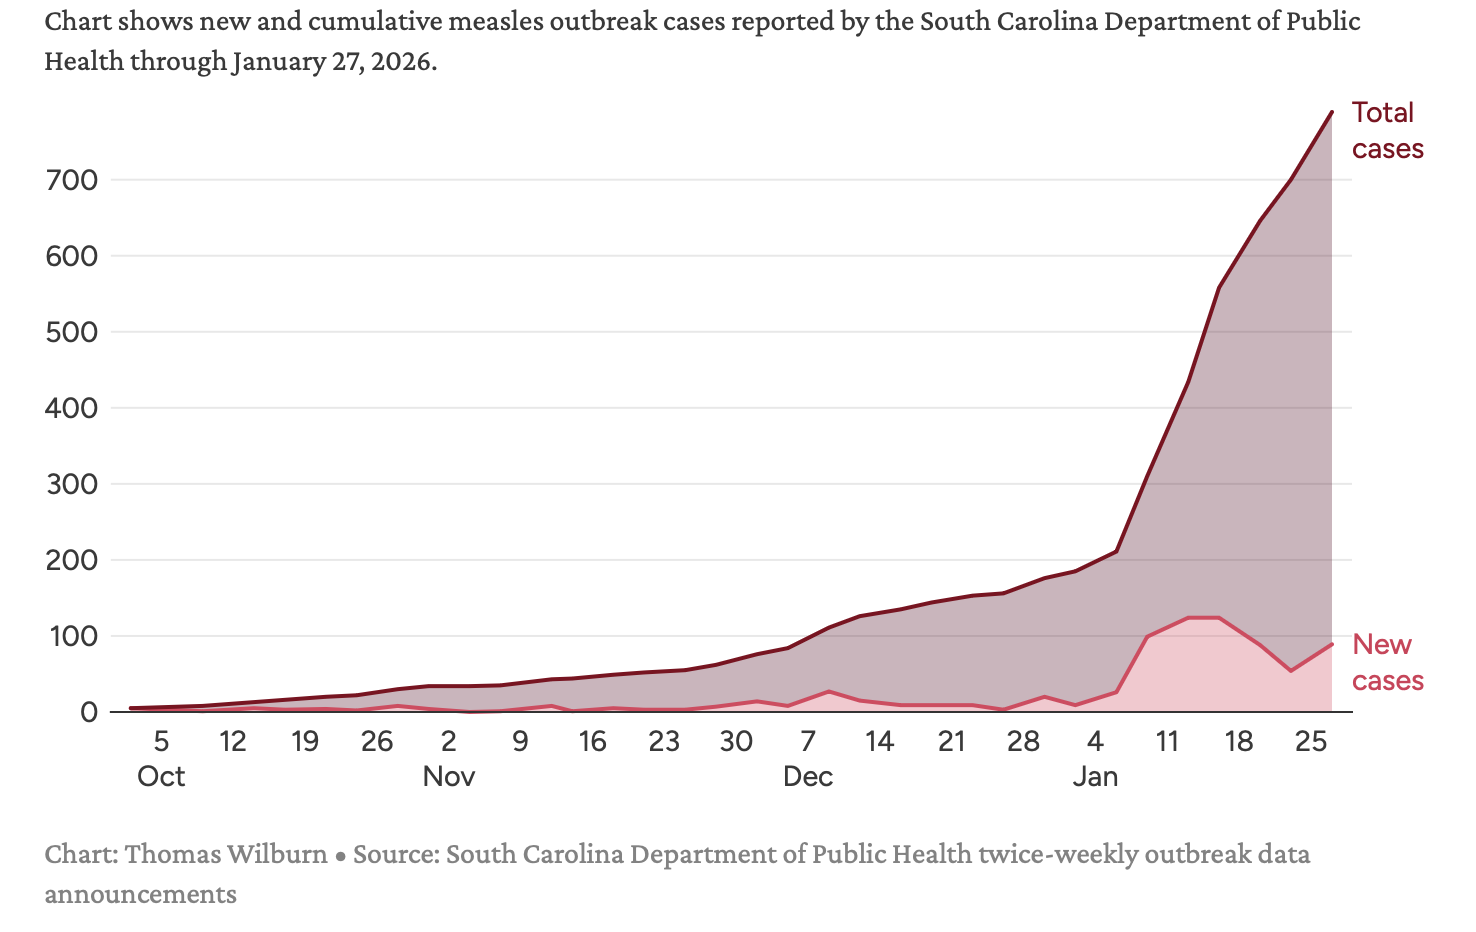 Chart shows new and cumulative measles outbreak cases reported by the South Carolina Department of Public
Health through January 27, 2026.
Total
cases
700
600
500
400
300
200
100
0
New
cases
5 12 19 26 2 9 16 23 30 7 14 21 28 4 11 18 25
Oct Nov Dec Jan
Chart: Thomas Wilburn • Source: South Carolina Department of Public Health twice-weekly outbreak data
announcements